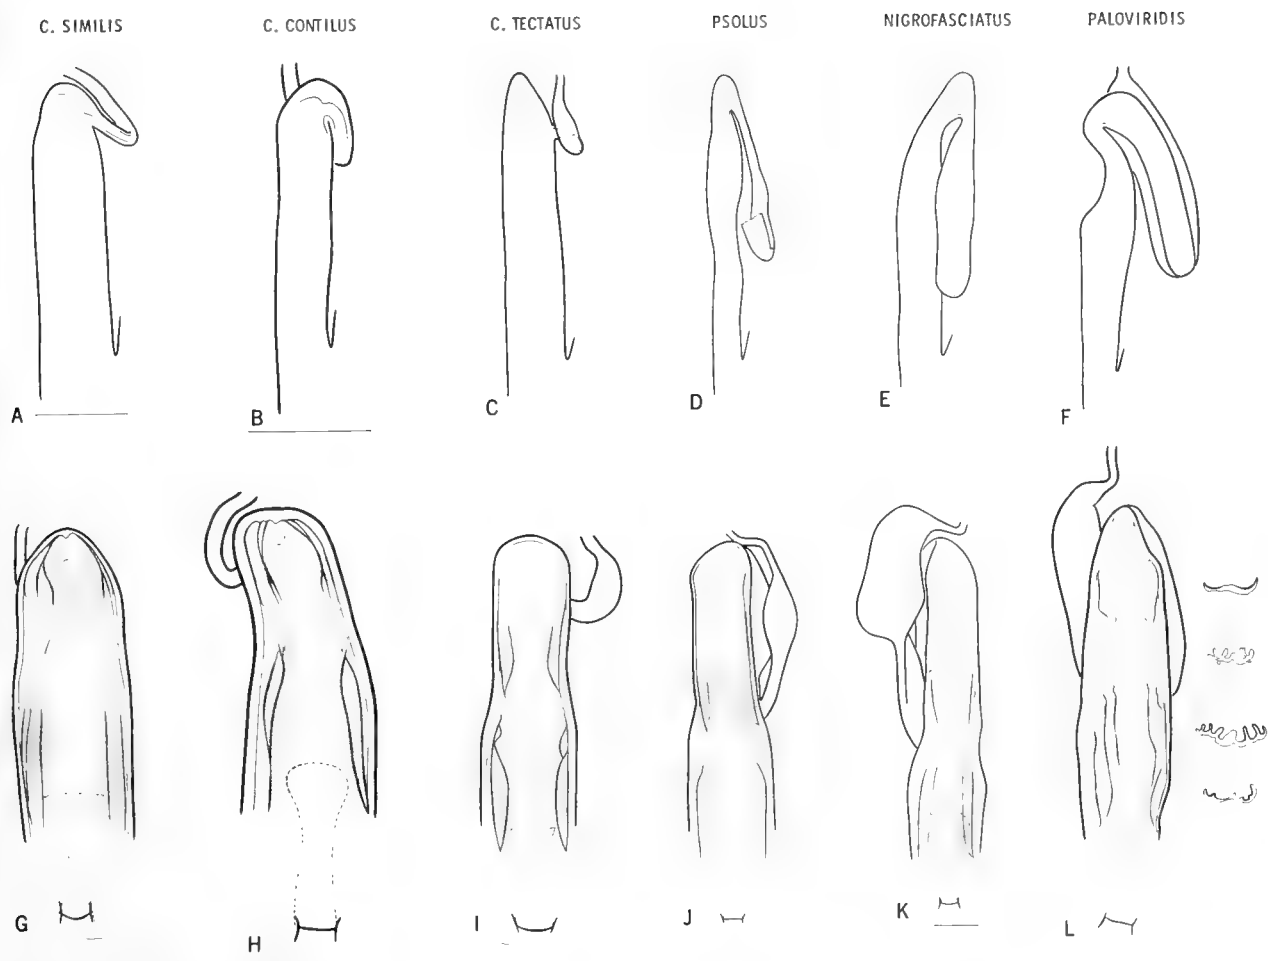 C. SIMILIS C. CONTILUS C. TECTATUS PSOLUS NIGROFASCIATUS PALOVIRIDIS
A B C D E F
G H I J K L